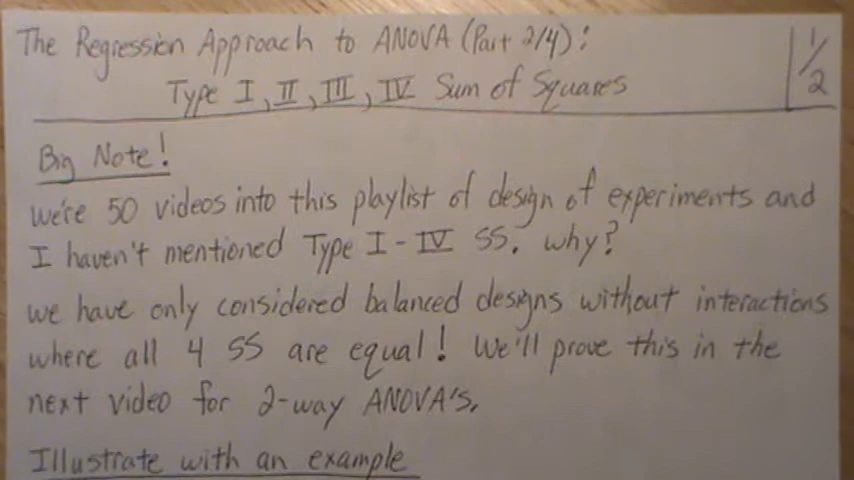 The Regression Approach to ANOVA (Part 2/4):
Type I, II, III, IV Sum of Squares
1/2
Big Note!
We're 50 videos into this playlist of design of experiments and
I haven't mentioned Type I-IV SS. why?
we have only considered balanced designs without interactions
where all 4 SS are equal! We'll prove this in the
next video for 2-way ANOVA's.
Illustrate with an example